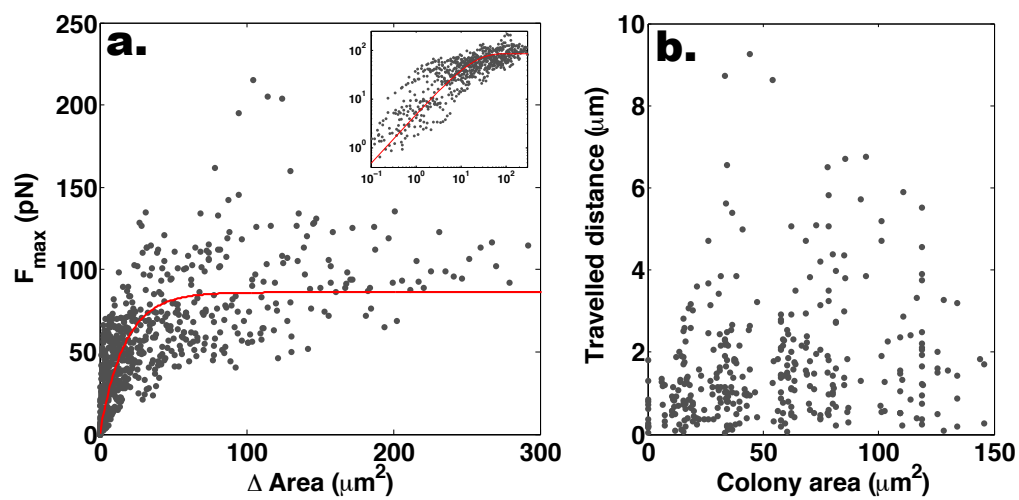 a.
F_max (pN)
250
200
150
100
50
0
0 100 200 300
Δ Area (μm²)
10²
10¹
10⁰
10⁻¹ 10⁰ 10¹ 10²
b.
Travelled distance (μm)
10
8
6
4
2
0
0 50 100 150
Colony area (μm²)